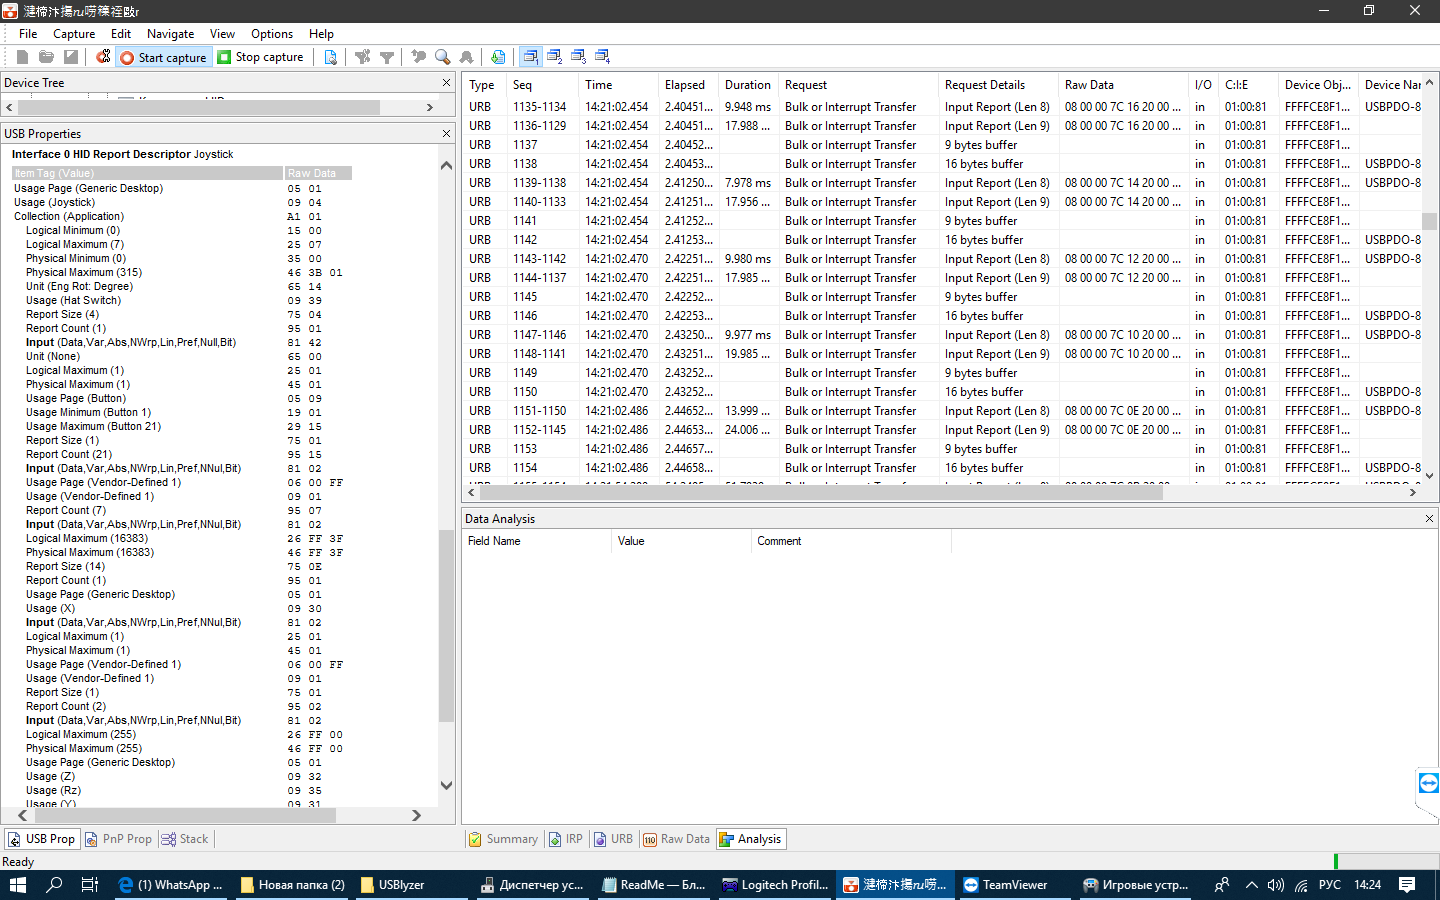 File Capture Edit Navigate View Options Help
Start capture Stop capture
Device Tree
USB Properties
Interface 0 HID Report Descriptor Joystick
Item Tag (Value) Raw Data
Usage Page (Generic Desktop) 05 01
Usage (Joystick) 09 04
Collection (Application) A1 01
Logical Minimum (0) 15 00
Logical Maximum (7) 25 07
Physical Minimum (0) 35 00
Physical Maximum (315) 46 3B 01
Unit (Eng Rot: Degree) 65 14
Usage (Hat Switch) 09 39
Report Size (4) 75 04
Report Count (1) 95 01
Input (Data,Var,Abs,NWrp,Lin,Pref,Null,Bit) 81 42
Unit (None) 65 00
Logical Maximum (1) 25 01
Physical Maximum (1) 45 01
Usage Page (Button) 05 09
Usage Minimum (Button 1) 19 01
Usage Maximum (Button 21) 29 15
Report Size (1) 75 01
Report Count (21) 95 15
Input (Data,Var,Abs,NWrp,Lin,Pref,NNul,Bit) 81 02
Usage Page (Vendor-Defined 1) 06 00 FF
Usage (Vendor-Defined 1) 09 01
Report Count (7) 95 07
Input (Data,Var,Abs,NWrp,Lin,Pref,NNul,Bit) 81 02
Logical Maximum (16383) 26 FF 3F
Physical Maximum (16383) 46 FF 3F
Report Size (14) 75 0E
Report Count (1) 95 01
Usage Page (Generic Desktop) 05 01
Usage (X) 09 30
Input (Data,Var,Abs,NWrp,Lin,Pref,NNul,Bit) 81 02
Logical Maximum (1) 25 01
Physical Maximum (1) 45 01
Usage Page (Vendor-Defined 1) 06 00 FF
Usage (Vendor-Defined 1) 09 01
Report Size (1) 75 01
Report Count (2) 95 02
Input (Data,Var,Abs,NWrp,Lin,Pref,NNul,Bit) 81 02
Logical Maximum (255) 26 FF 00
Physical Maximum (255) 46 FF 00
Usage Page (Generic Desktop) 05 01
Usage (Z) 09 32
Usage (Rz) 09 35
Usage (Y) 09 31
USB Prop PnP Prop Stack
Type Seq Time Elapsed Duration Request Request Details Raw Data I/O C:I:E Device Obj... Device Nar
URB 1135-1134 14:21:02.454 2.40451... 9.948 ms Bulk or Interrupt Transfer Input Report (Len 8) 08 00 00 7C 16 20 00 ... in 01:00:81 FFFFCE8F1... USBPDO-8
URB 1136-1129 14:21:02.454 2.40451... 17.988 ... Bulk or Interrupt Transfer Input Report (Len 9) 08 00 00 7C 16 20 00 ... in 01:00:81 FFFFCE8F1...
URB 1137 14:21:02.454 2.40452... Bulk or Interrupt Transfer 9 bytes buffer in 01:00:81 FFFFCE8F1...
URB 1138 14:21:02.454 2.40453... Bulk or Interrupt Transfer 16 bytes buffer in 01:00:81 FFFFCE8F1... USBPDO-8
URB 1139-1138 14:21:02.454 2.41250... 7.978 ms Bulk or Interrupt Transfer Input Report (Len 8) 08 00 00 7C 14 20 00 ... in 01:00:81 FFFFCE8F1... USBPDO-8
URB 1140-1133 14:21:02.454 2.41251... 17.956 ... Bulk or Interrupt Transfer Input Report (Len 9) 08 00 00 7C 14 20 00 ... in 01:00:81 FFFFCE8F1...
URB 1141 14:21:02.454 2.41252... Bulk or Interrupt Transfer 9 bytes buffer in 01:00:81 FFFFCE8F1...
URB 1142 14:21:02.454 2.41253... Bulk or Interrupt Transfer 16 bytes buffer in 01:00:81 FFFFCE8F1... USBPDO-8
URB 1143-1142 14:21:02.470 2.42251... 9.980 ms Bulk or Interrupt Transfer Input Report (Len 8) 08 00 00 7C 12 20 00 ... in 01:00:81 FFFFCE8F1... USBPDO-8
URB 1144-1137 14:21:02.470 2.42251... 17.985 ... Bulk or Interrupt Transfer Input Report (Len 9) 08 00 00 7C 12 20 00 ... in 01:00:81 FFFFCE8F1...
URB 1145 14:21:02.470 2.42252... Bulk or Interrupt Transfer 9 bytes buffer in 01:00:81 FFFFCE8F1...
URB 1146 14:21:02.470 2.42253... Bulk or Interrupt Transfer 16 bytes buffer in 01:00:81 FFFFCE8F1... USBPDO-8
URB 1147-1146 14:21:02.470 2.43250... 9.977 ms Bulk or Interrupt Transfer Input Report (Len 8) 08 00 00 7C 10 20 00 ... in 01:00:81 FFFFCE8F1... USBPDO-8
URB 1148-1141 14:21:02.470 2.43251... 19.985 ... Bulk or Interrupt Transfer Input Report (Len 9) 08 00 00 7C 10 20 00 ... in 01:00:81 FFFFCE8F1...
URB 1149 14:21:02.470 2.43252... Bulk or Interrupt Transfer 9 bytes buffer in 01:00:81 FFFFCE8F1...
URB 1150 14:21:02.470 2.43252... Bulk or Interrupt Transfer 16 bytes buffer in 01:00:81 FFFFCE8F1... USBPDO-8
URB 1151-1150 14:21:02.486 2.44652... 13.999 ... Bulk or Interrupt Transfer Input Report (Len 8) 08 00 00 7C 0E 20 00 ... in 01:00:81 FFFFCE8F1... USBPDO-8
URB 1152-1145 14:21:02.486 2.44653... 24.006 ... Bulk or Interrupt Transfer Input Report (Len 9) 08 00 00 7C 0E 20 00 ... in 01:00:81 FFFFCE8F1...
URB 1153 14:21:02.486 2.44657... Bulk or Interrupt Transfer 9 bytes buffer in 01:00:81 FFFFCE8F1...
URB 1154 14:21:02.486 2.44658... Bulk or Interrupt Transfer 16 bytes buffer in 01:00:81 FFFFCE8F1... USBPDO-8
Data Analysis
Field Name Value Comment
Summary IRP URB Raw Data Analysis
Ready
(1) WhatsApp ... Новая папка (2) USBlyzer Диспетчер ус... ReadMe — Бл... Logitech Profil... TeamViewer Игровые устр... РУС 14:24